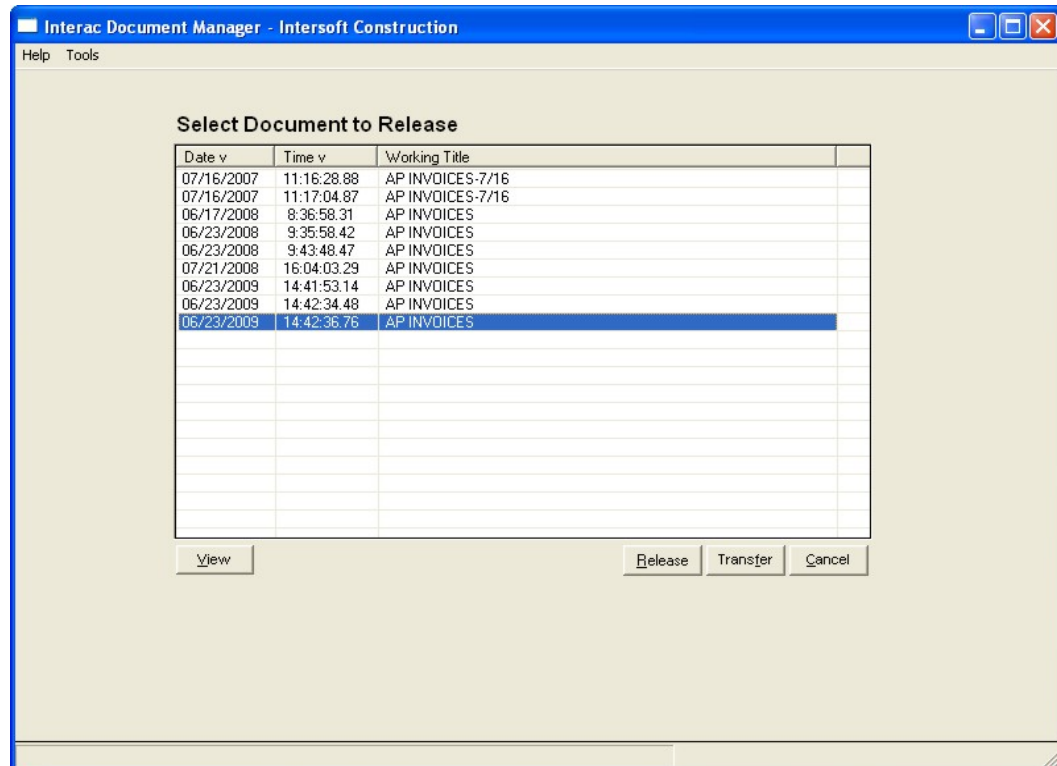 Interac Document Manager - Intersoft Construction
Help Tools
Select Document to Release
Date v Time v Working Title
07/16/2007 11:16:28.88 AP INVOICES-7/16
07/16/2007 11:17:04.87 AP INVOICES-7/16
06/17/2008 8:36:58.31 AP INVOICES
06/23/2008 9:35:58.42 AP INVOICES
06/23/2008 9:43:48.47 AP INVOICES
07/21/2008 16:04:03.29 AP INVOICES
06/23/2009 14:41:53.14 AP INVOICES
06/23/2009 14:42:34.48 AP INVOICES
06/23/2009 14:42:36.76 AP INVOICES
View Release Transfer Cancel